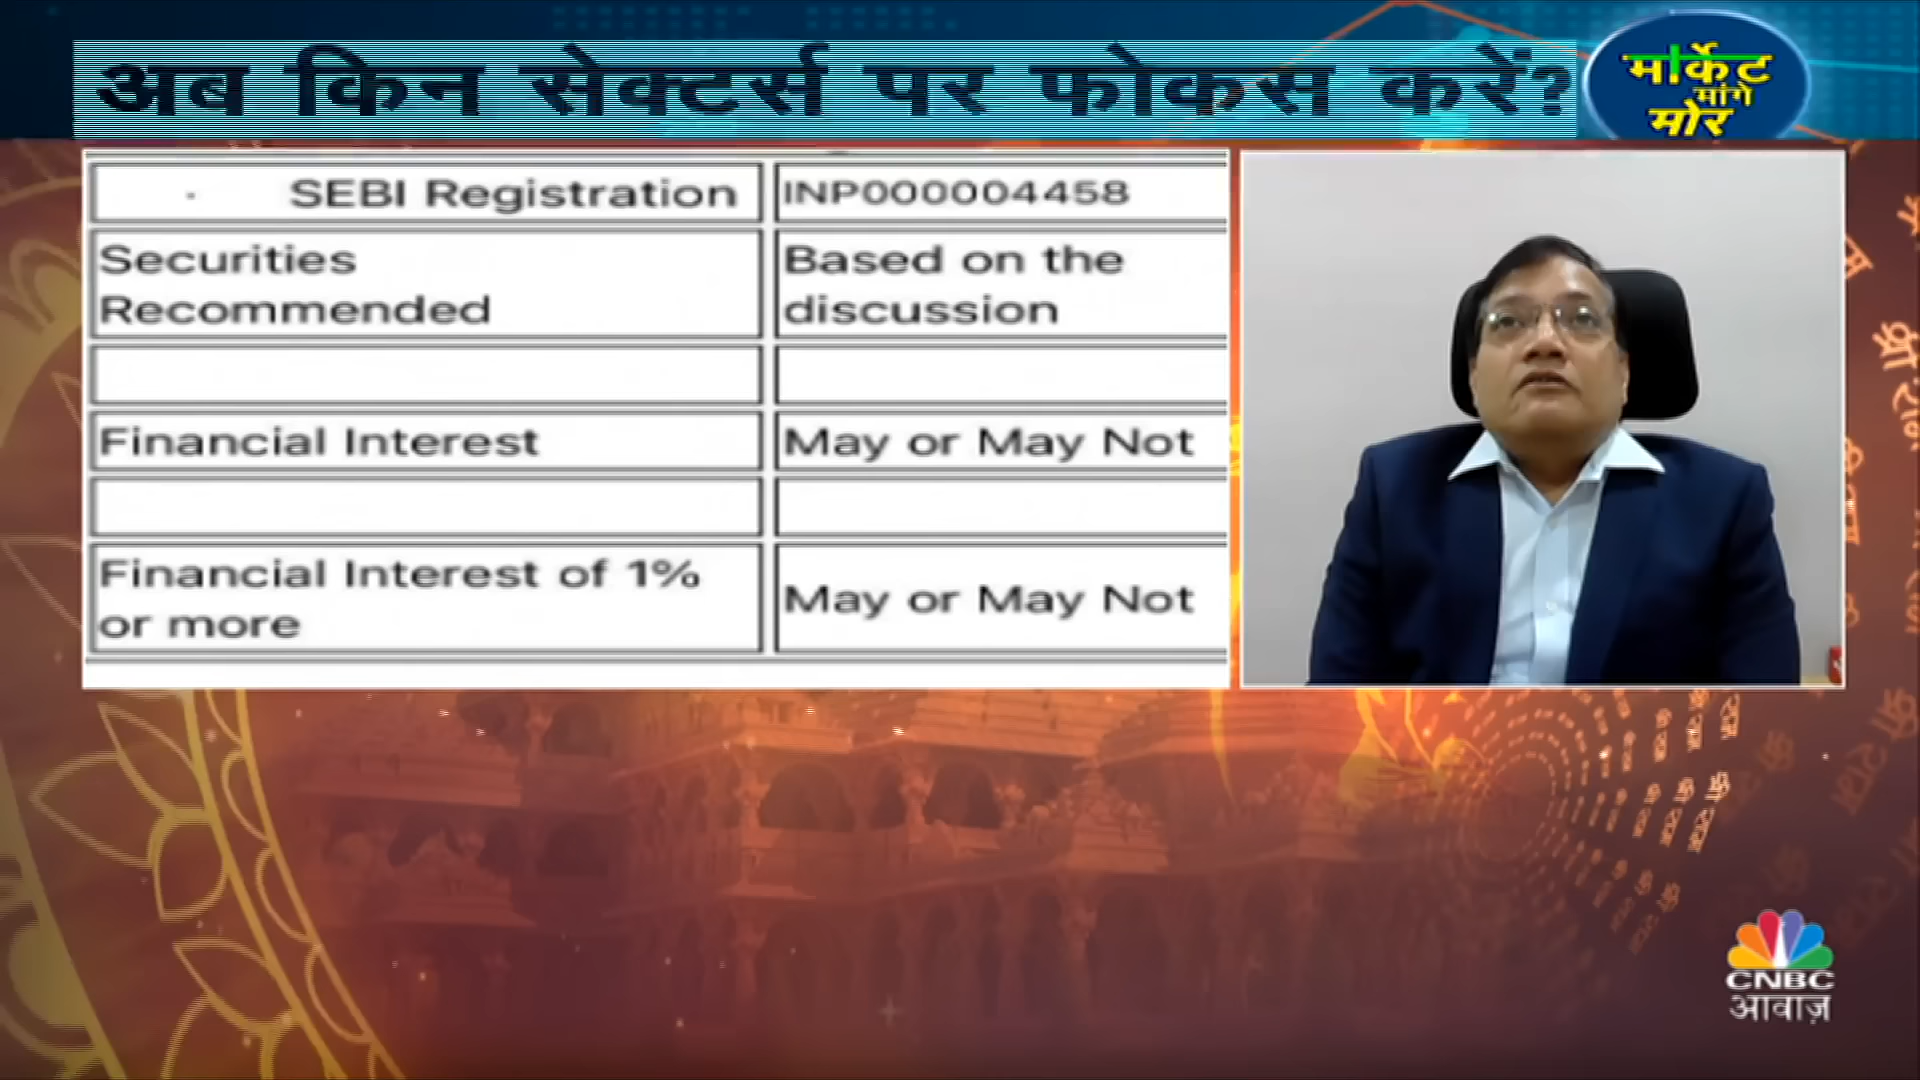 अब किन सेक्टर्स पर फोकस करें?
मार्केट
मांगे
मोर
SEBI Registration
INP000004458
Securities
Recommended
Based on the
discussion
Financial Interest
May or May Not
Financial Interest of 1%
or more
May or May Not
CNBC
आवाज़